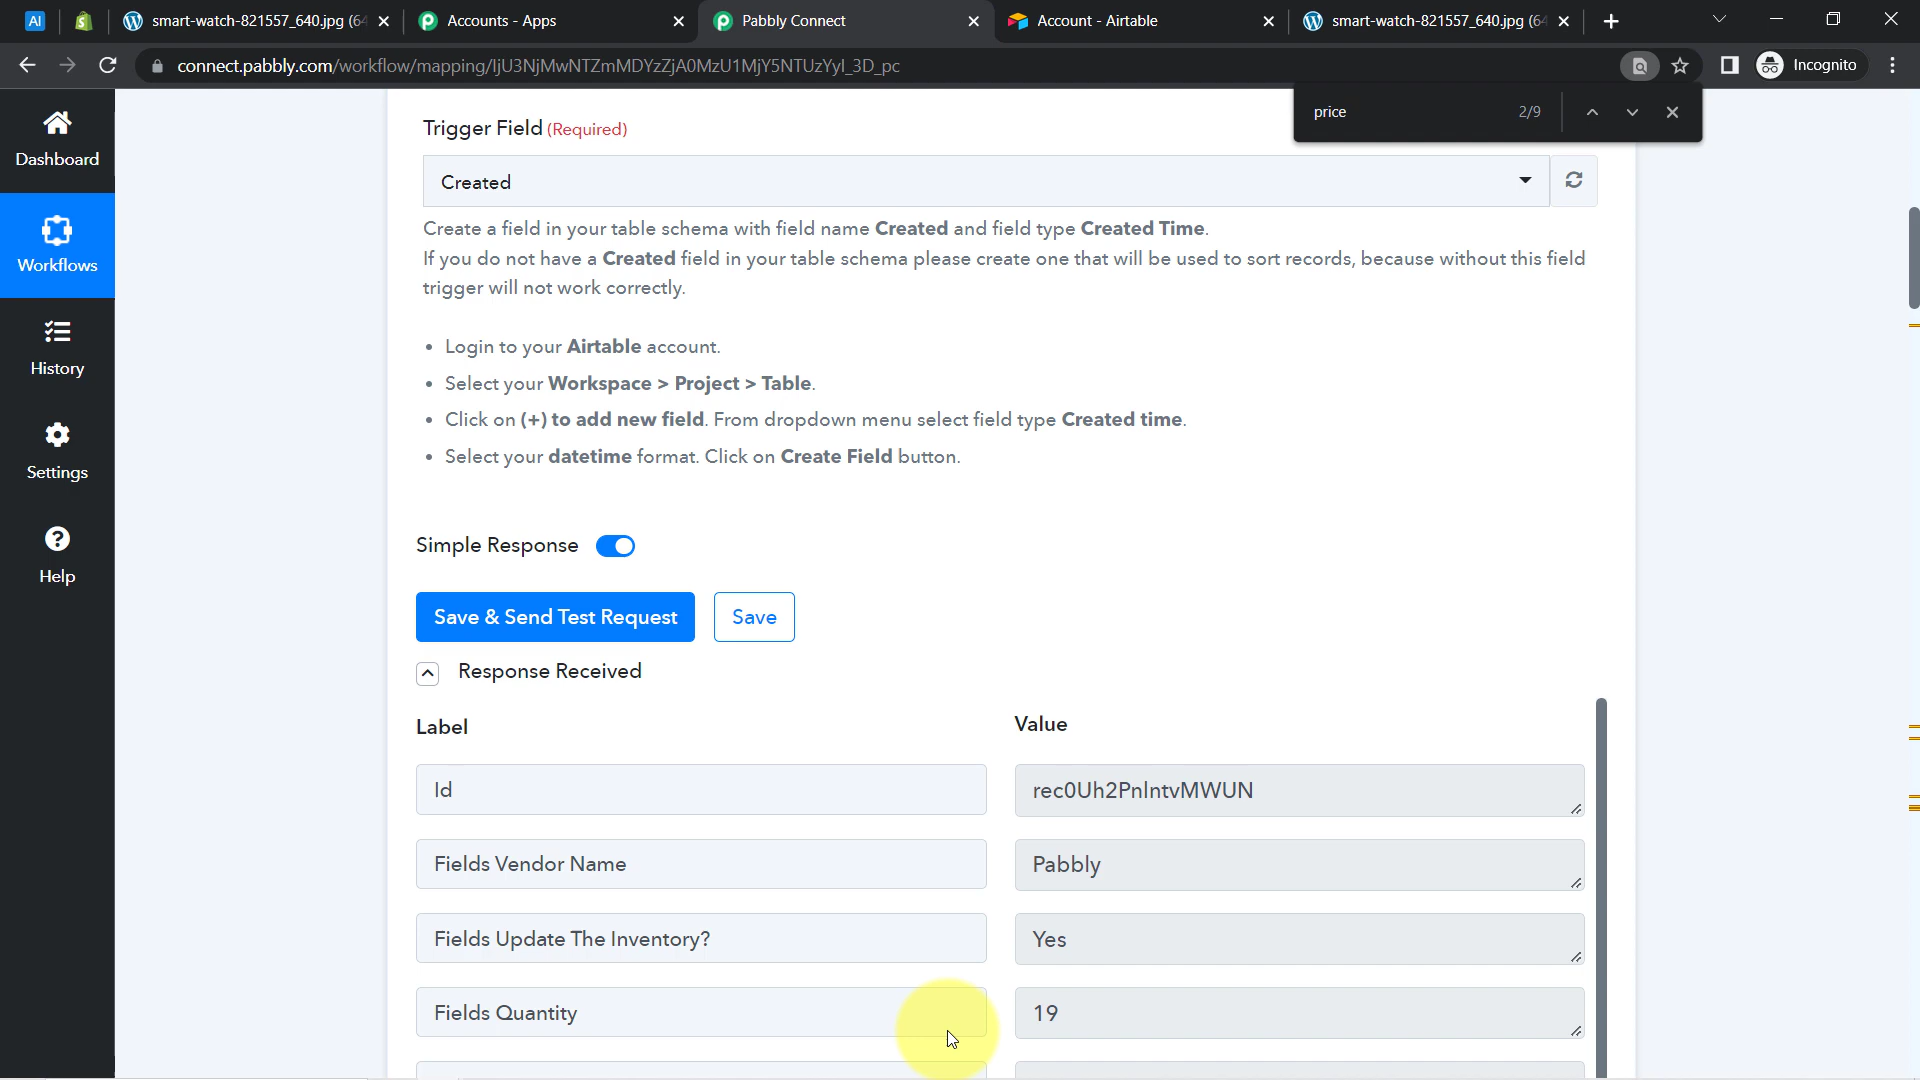 AI
smart-watch-821557_640.jpg (64
Accounts - Apps
Pabbly Connect
Account - Airtable
smart-watch-821557_640.jpg (64
connect.pabbly.com/workflow/mapping/
Incognito
price
2/9
Dashboard
Workflows
History
Settings
Help
Trigger Field (Required)
Created
Create a field in your table schema with field name Created and field type Created Time.
If you do not have a Created field in your table schema please create one that will be used to sort records, because without this field
trigger will not work correctly.
• Login to your Airtable account.
• Select your Workspace > Project > Table.
• Click on (+) to add new field. From dropdown menu select field type Created time.
• Select your datetime format. Click on Create Field button.
Simple Response
Save & Send Test Request
Save
Response Received
Label
Value
Id
rec0Uh2PnlntvMWUN
Fields Vendor Name
Pabbly
Fields Update The Inventory?
Yes
Fields Quantity
19